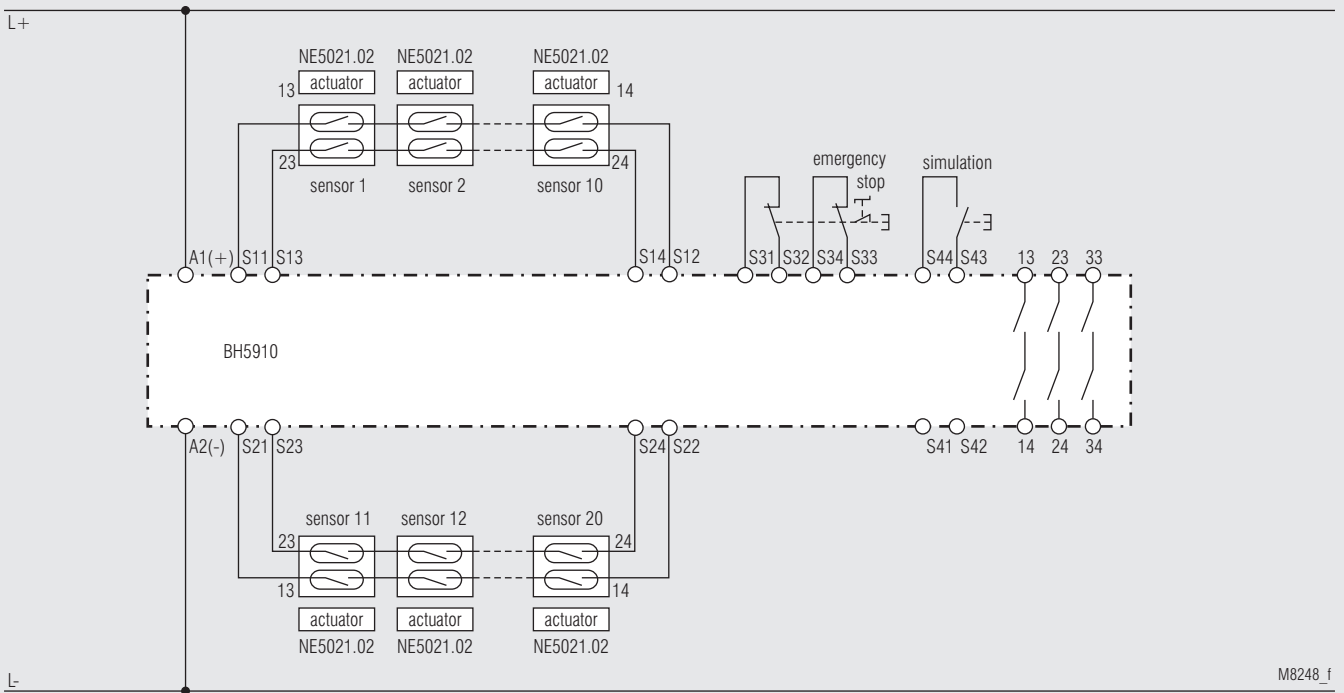 L+
NE5021.02 NE5021.02 NE5021.02
actuator actuator actuator
13 14
23 24
sensor 1 sensor 2 sensor 10
emergency
stop
simulation
A1(+) S11 S13 S14 S12 S31 S32 S34 S33 S44 S43 13 23 33
BH5910
A2(-) S21 S23 S24 S22 S41 S42 14 24 34
sensor 11 sensor 12 sensor 20
23 24
13 14
actuator actuator actuator
NE5021.02 NE5021.02 NE5021.02
L-
M8248_f